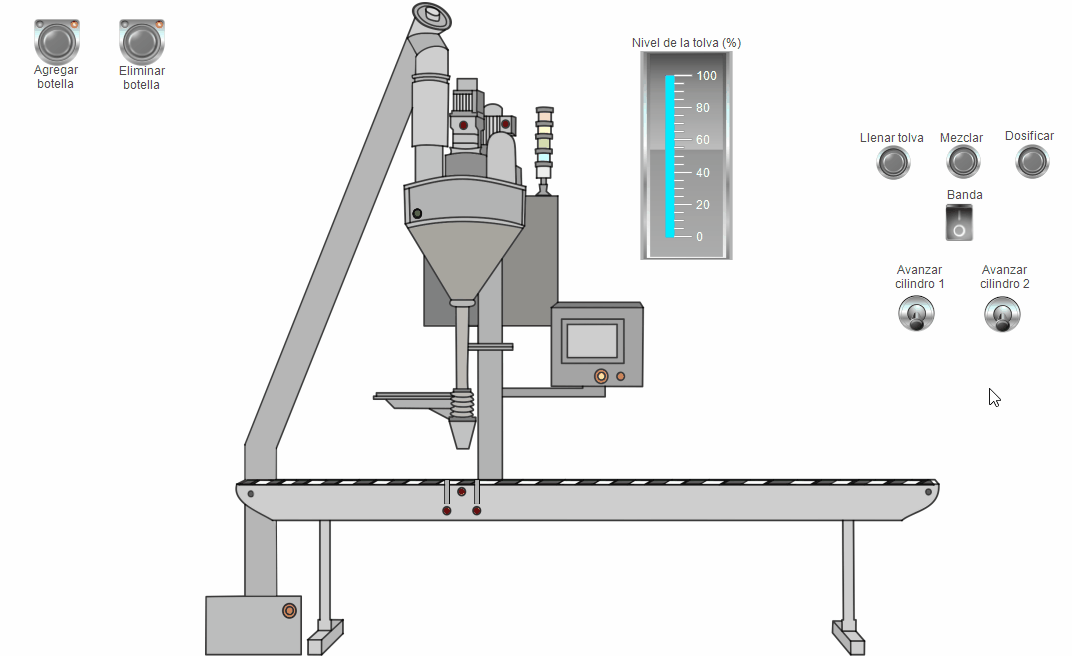 Agregar
botella
Eliminar
botella
Nivel de la tolva (%)
100
80
60
40
20
0
Llenar tolva
Mezclar
Dosificar
Banda
Avanzar
cilindro 1
Avanzar
cilindro 2